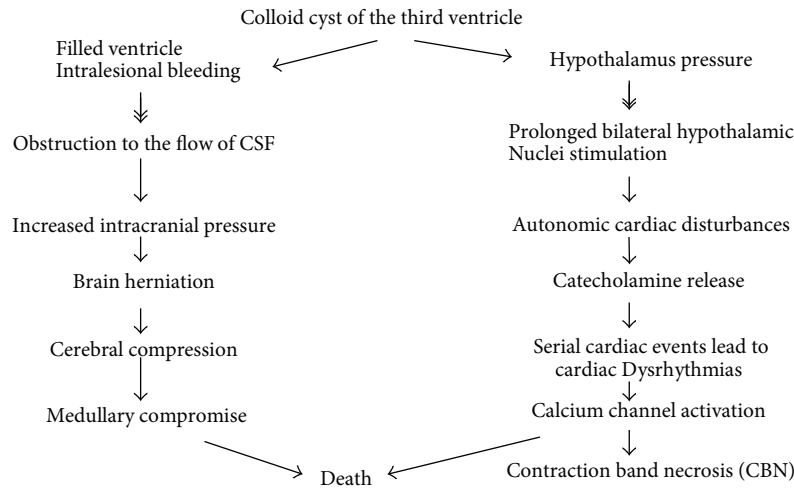 Colloid cyst of the third ventricle
Filled ventricle
Intralesional bleeding
Obstruction to the flow of CSF
Increased intracranial pressure
Brain herniation
Cerebral compression
Medullary compromise
Hypothalamus pressure
Prolonged bilateral hypothalamic
Nuclei stimulation
Autonomic cardiac disturbances
Catecholamine release
Serial cardiac events lead to
cardiac Dysrhythmias
Calcium channel activation
Contraction band necrosis (CBN)
Death